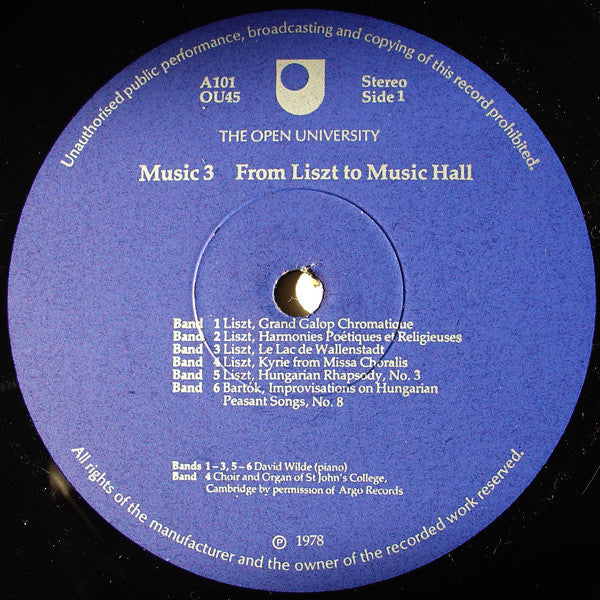 Unauthorised public performance, broadcasting and copying of this record prohibited.
A101
OU45
Stereo
Side 1
THE OPEN UNIVERSITY
Music 3 From Liszt to Music Hall
Band 1 Liszt, Grand Galop Chromatique
Band 2 Liszt, Harmonies Poétiques et Religieuses
Band 3 Liszt, Le Lac de Wallenstadt
Band 4 Liszt, Kyrie from Missa Choralis
Band 5 Liszt, Hungarian Rhapsody, No. 3
Band 6 Bartók, Improvisations on Hungarian
Peasant Songs, No. 8
Bands 1–3, 5–6 David Wilde (piano)
Band 4 Choir and Organ of St John's College,
Cambridge by permission of Argo Records
℗ 1978
All rights of the manufacturer and the owner of the recorded work reserved.